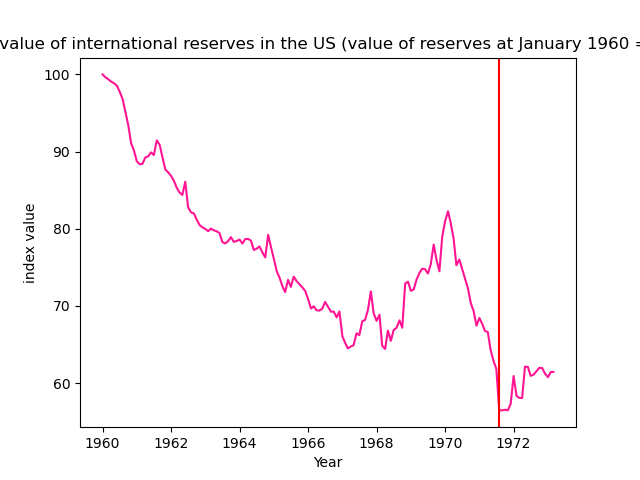 value of international reserves in the US (value of reserves at January 1960 =
100
90
80
70
60
index value
1960 1962 1964 1966 1968 1970 1972
Year